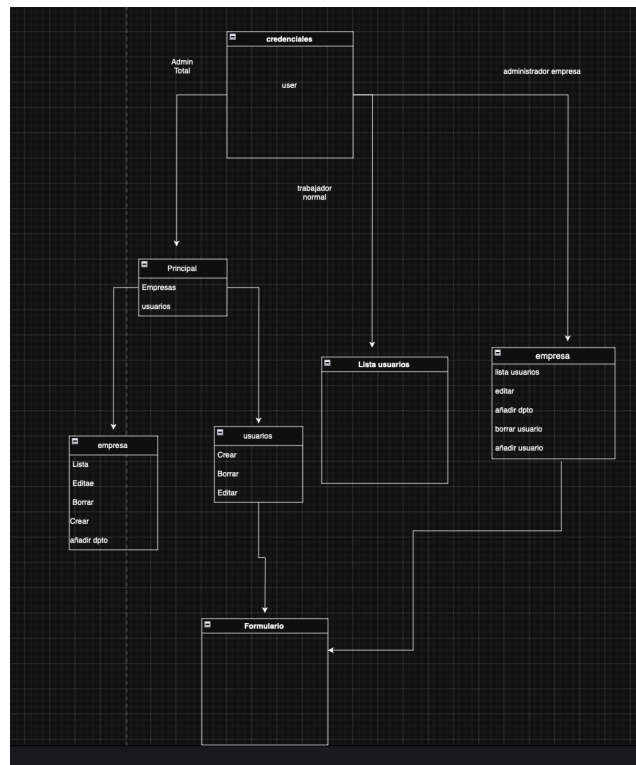 credenciales
Admin
Total
administrador empresa
user
trabajador
normal
Principal
Empresas
usuarios
Lista usuarios
empresa
lista usuarios
editar
añadir dpto
borrar usuario
añadir usuario
empresa
Lista
Editae
Borrar
Crear
añadir dpto
usuarios
Crear
Borrar
Editar
Formulario